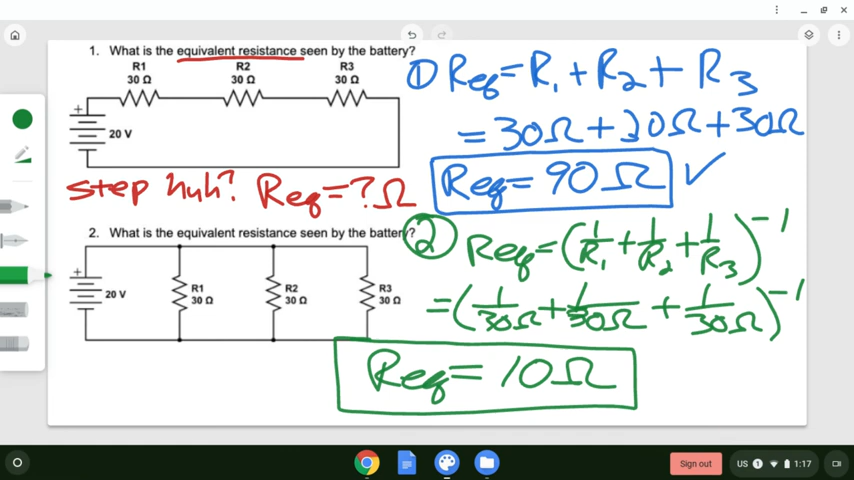 1. What is the equivalent resistance seen by the battery?
R1 R2 R3
30 Ω 30 Ω 30 Ω
+
20 V
① Req = R1 + R2 + R3
= 30Ω + 30Ω + 30Ω
Req = 90Ω ✓
step huh? Req = ? Ω
2. What is the equivalent resistance seen by the battery?
+
20 V
R1
30 Ω
R2
30 Ω
R3
30 Ω
② Req = (1/R1 + 1/R2 + 1/R3)^-1
= (1/30Ω + 1/30Ω + 1/30Ω)^-1
Req = 10Ω
Sign out US 1 1:17